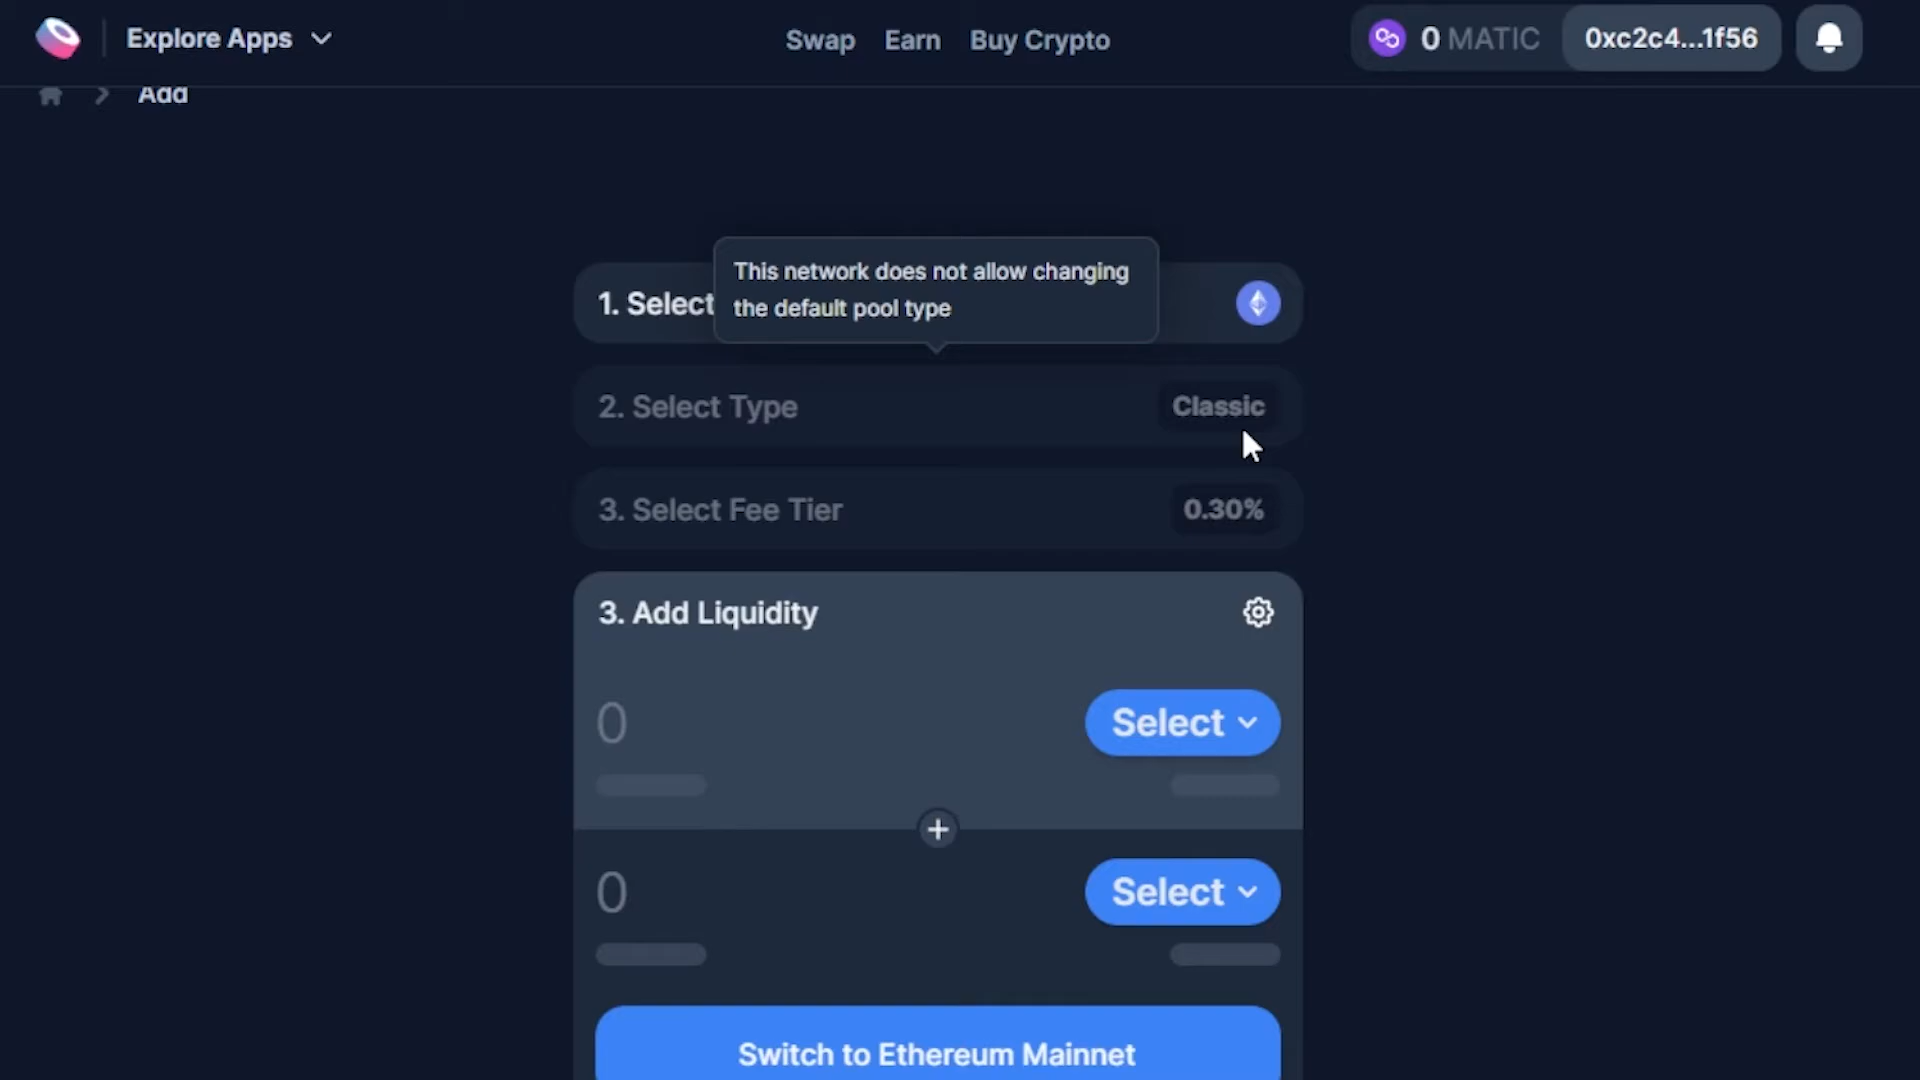 Explore Apps
Swap
Earn
Buy Crypto
0 MATIC
0xc2c4...1f56
Add
This network does not allow changing
the default pool type
1. Select
2. Select Type
Classic
3. Select Fee Tier
0.30%
3. Add Liquidity
0
Select
0
Select
Switch to Ethereum Mainnet